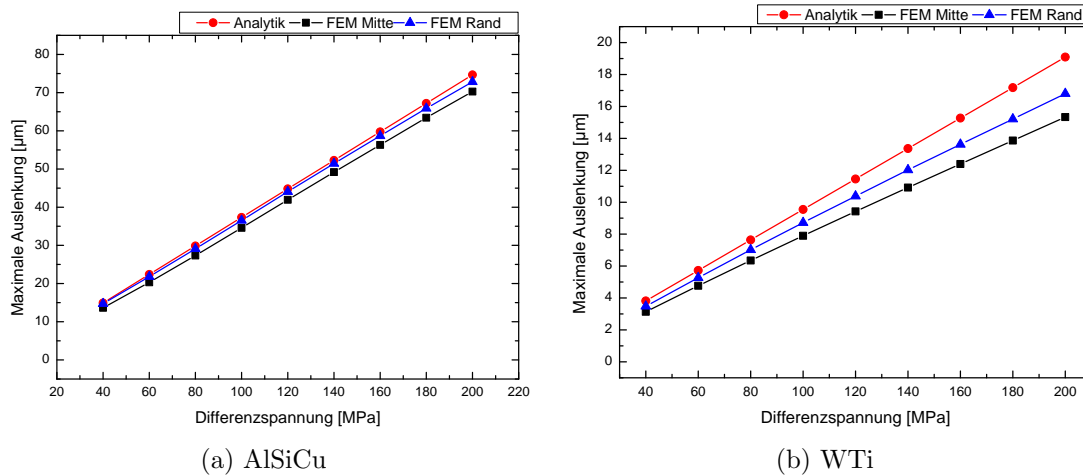 Analytik FEM Mitte FEM Rand
80
70
60
50
40
30
20
10
0
Maximale Auslenkung [µm]
20 40 60 80 100 120 140 160 180 200 220
Differenzspannung [MPa]
(a) AlSiCu
Analytik FEM Mitte FEM Rand
20
18
16
14
12
10
8
6
4
2
0
Maximale Auslenkung [µm]
40 60 80 100 120 140 160 180 200
Differenzspannung [MPa]
(b) WTi